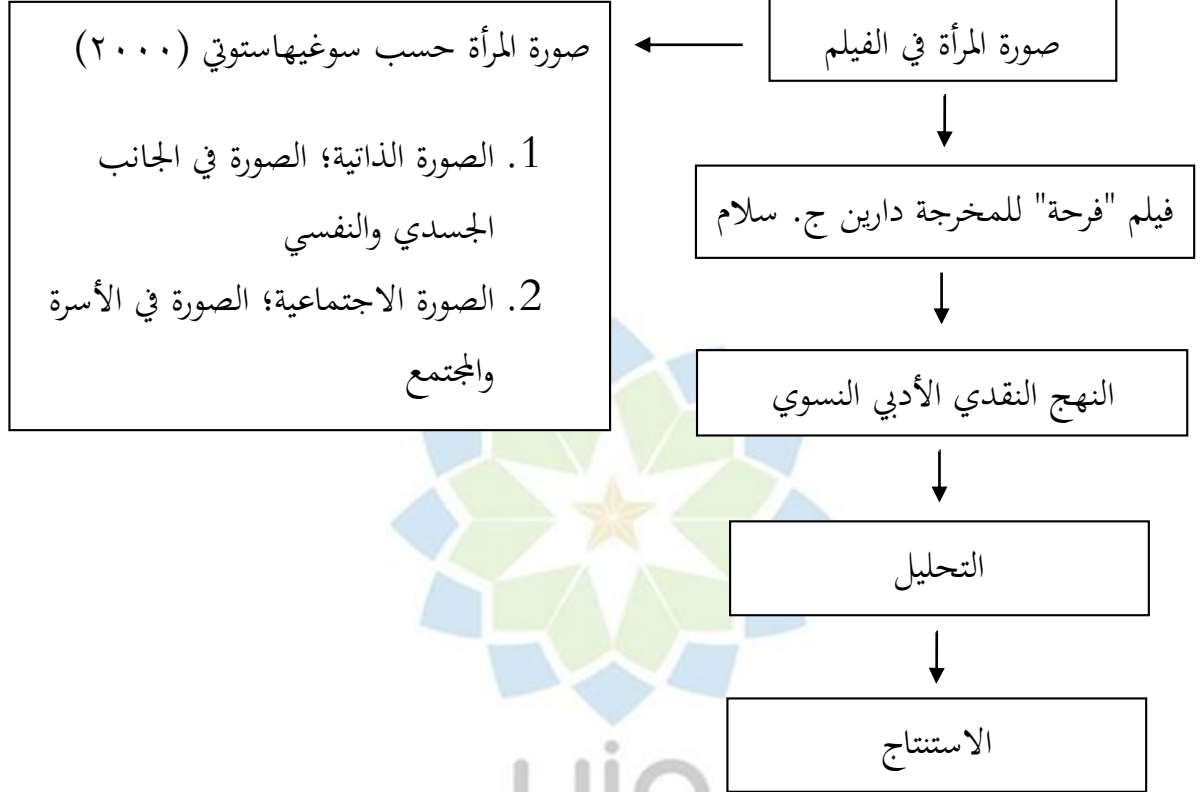 صورة المرأة في الفيلم
صورة المرأة حسب سوغيهاستوتي (٢٠٠٠)
1. الصورة الذاتية؛ الصورة في الجانب
الجسدي والنفسي
2. الصورة الاجتماعية؛ الصورة في الأسرة
والمجتمع
فيلم "فرحة" للمخرجة دارين ج. سلام
النهج النقدي الأدبي النسوي
التحليل
الاستنتاج
uin